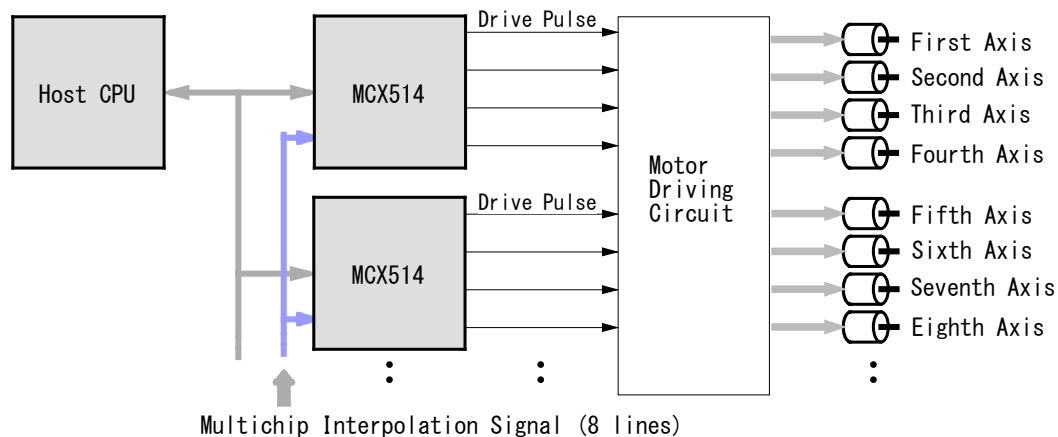 Drive Pulse
Host CPU
MCX514
First Axis
Second Axis
Third Axis
Fourth Axis
Motor
Driving
Circuit
Drive Pulse
MCX514
Fifth Axis
Sixth Axis
Seventh Axis
Eighth Axis
Multichip Interpolation Signal (8 lines)